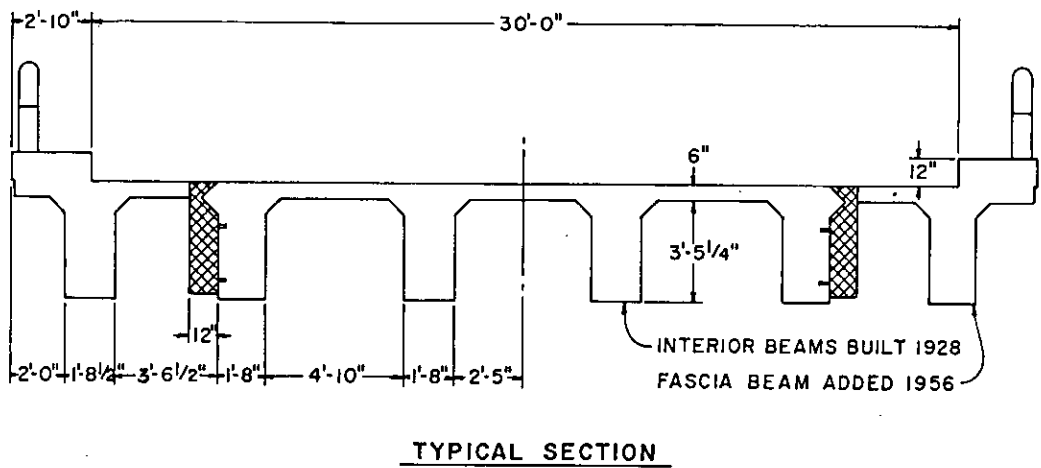 2'-10"
30'-0"
6"
12"
3'-5 1/4"
12"
INTERIOR BEAMS BUILT 1928
2'-0" 1'-8 1/2" 3'-6 1/2" 1'-8" 4'-10" 1'-8" 2'-5"
FASCIA BEAM ADDED 1956
TYPICAL SECTION